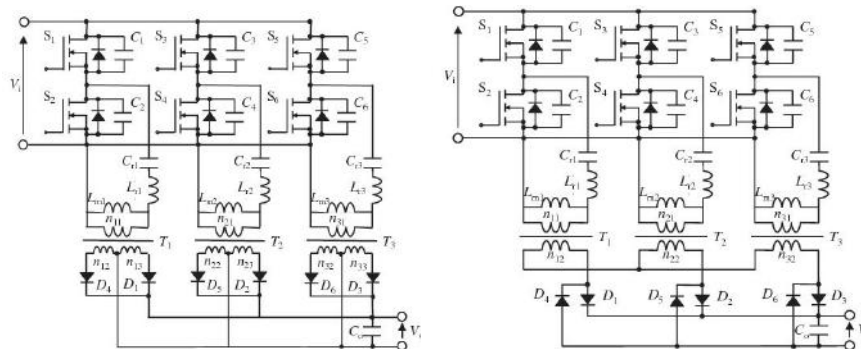 S1 C1 S3 C3 S5 C5
Vi
S2 C2 S4 C4 S6 C6
Cr1 Cr2 Cr3
Lr1 Lr2 Lr3
Lm1 Lm2 Lm3
n11 n21 n31
T1 T2 T3
n12 n13 n22 n23 n32 n33
D4 D1 D5 D2 D6 D3
Co
S1 C1 S3 C3 S5 C5
Vi
S2 C2 S4 C4 S6 C6
Cr1 Cr2 Cr3
Lr1 Lr2 Lr3
Lm1 Lm2 Lm3
n11 n21 n31
T1 T2 T3
n12 n22 n32
D4 D1 D5 D2 D6 D3
Co